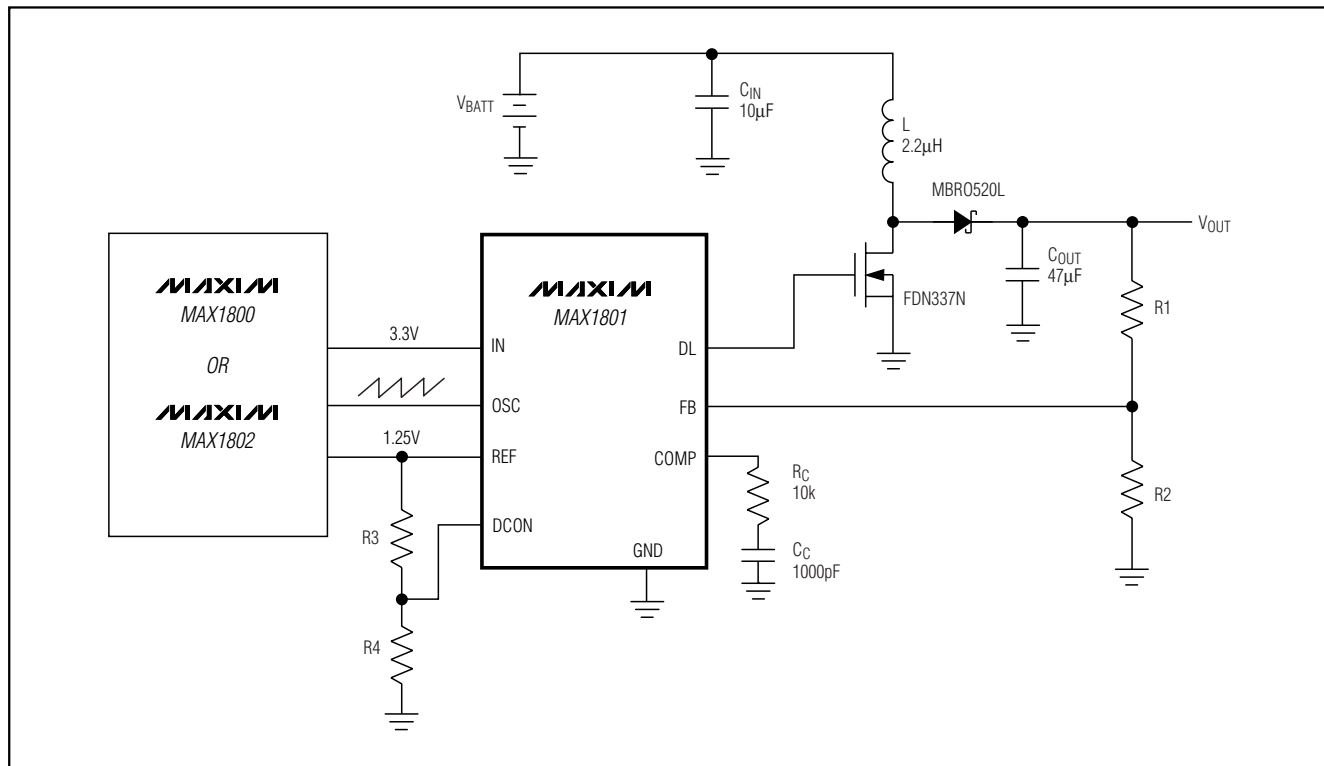 VBATT
CIN
10µF
L
2.2µH
MBRO520L
VOUT
COUT
47µF
FDN337N
R1
R2
MAXIM
MAX1800
OR
MAXIM
MAX1802
3.3V
1.25V
R3
R4
MAXIM
MAX1801
IN
OSC
REF
DCON
GND
DL
FB
COMP
RC
10k
CC
1000pF